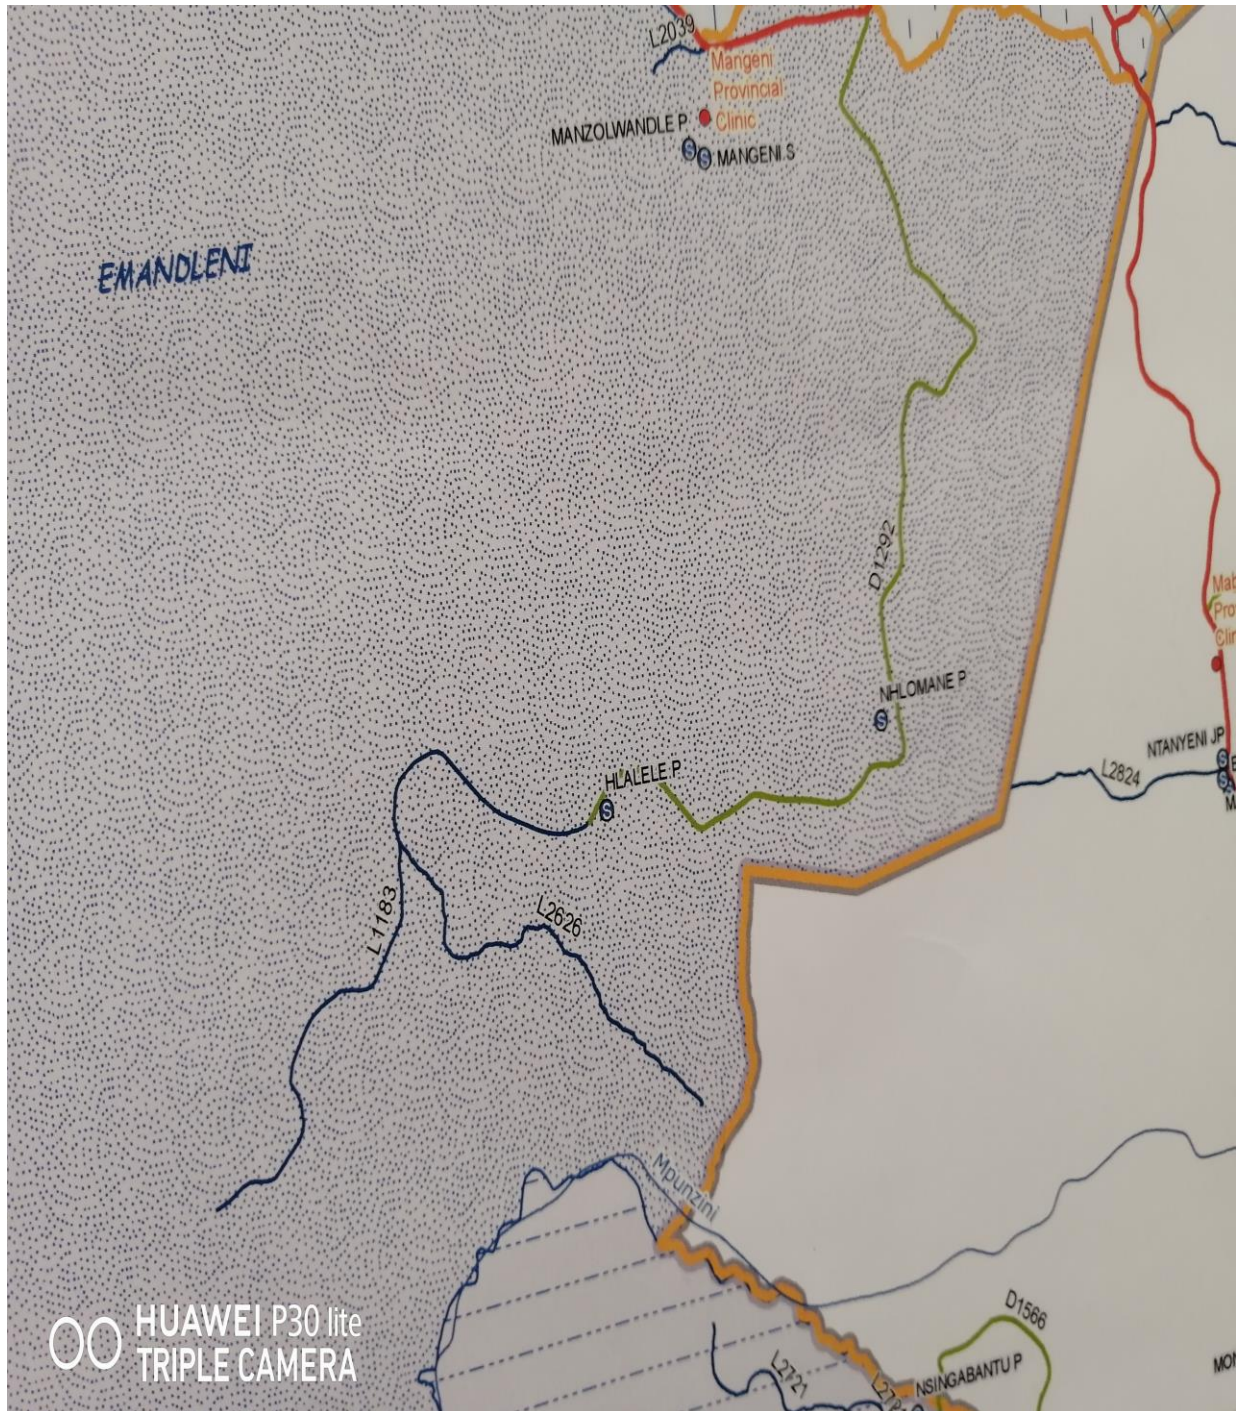 L2039
Mangeni
Provincial
Clinic
MANZOLWANDLE P
MANGENI S
EMANDLENI
D1292
NHLOMANE P
NTANYENI JP
L2824
HLALELE P
L1183
L2626
Mpunzini
D1566
NSINGABANTU P
L2721
HUAWEI P30 lite
TRIPLE CAMERA